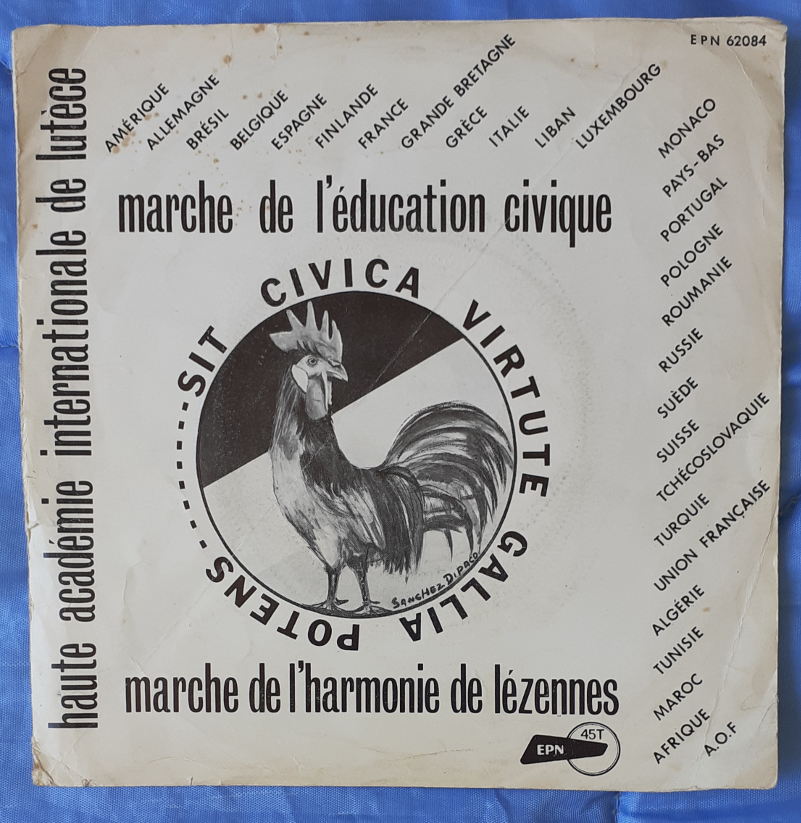 EPN 62084
haute académie internationale de lutèce
AMÉRIQUE
ALLEMAGNE
BRÉSIL
BELGIQUE
ESPAGNE
FINLANDE
FRANCE
GRANDE BRETAGNE
GRÈCE
ITALIE
LIBAN
LUXEMBOURG
MONACO
PAYS-BAS
PORTUGAL
POLOGNE
ROUMANIE
RUSSIE
SUÈDE
SUISSE
TCHÉCOSLOVAQUIE
TURQUIE
UNION FRANÇAISE
ALGÉRIE
TUNISIE
MAROC
AFRIQUE
A.O.F
marche de l'éducation civique
SIT CIVICA VIRTUTE GALLIA POTENS
SANCHEZ DIPACO
marche de l'harmonie de lézennes
EPN 45T